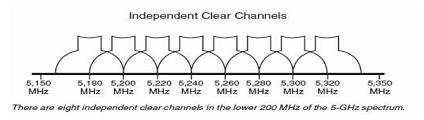 Independent Clear Channels
5,150 5,180 5,200 5,220 5,240 5,260 5,280 5,300 5,320 5,350
MHz MHz MHz MHz MHz MHz MHz MHz MHz MHz
There are eight independent clear channels in the lower 200 MHz of the 5-GHz spectrum.